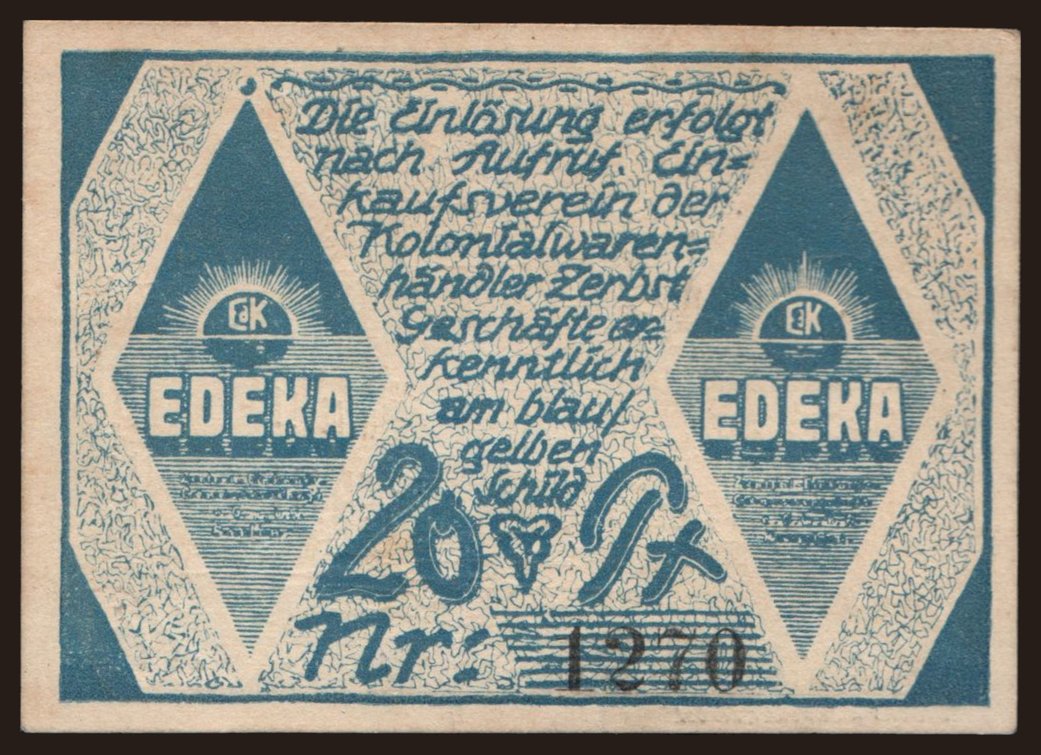 Die Einlösung erfolgt
nach Aufruf. Ein=
kaufsverein der
Kolonialwaren=
händler Zerbst
Geschäfte er=
kenntlich
am blau/
gelben
Schild
20 Pf
Nr: 1270
EdK
EDEKA
EdK
EDEKA